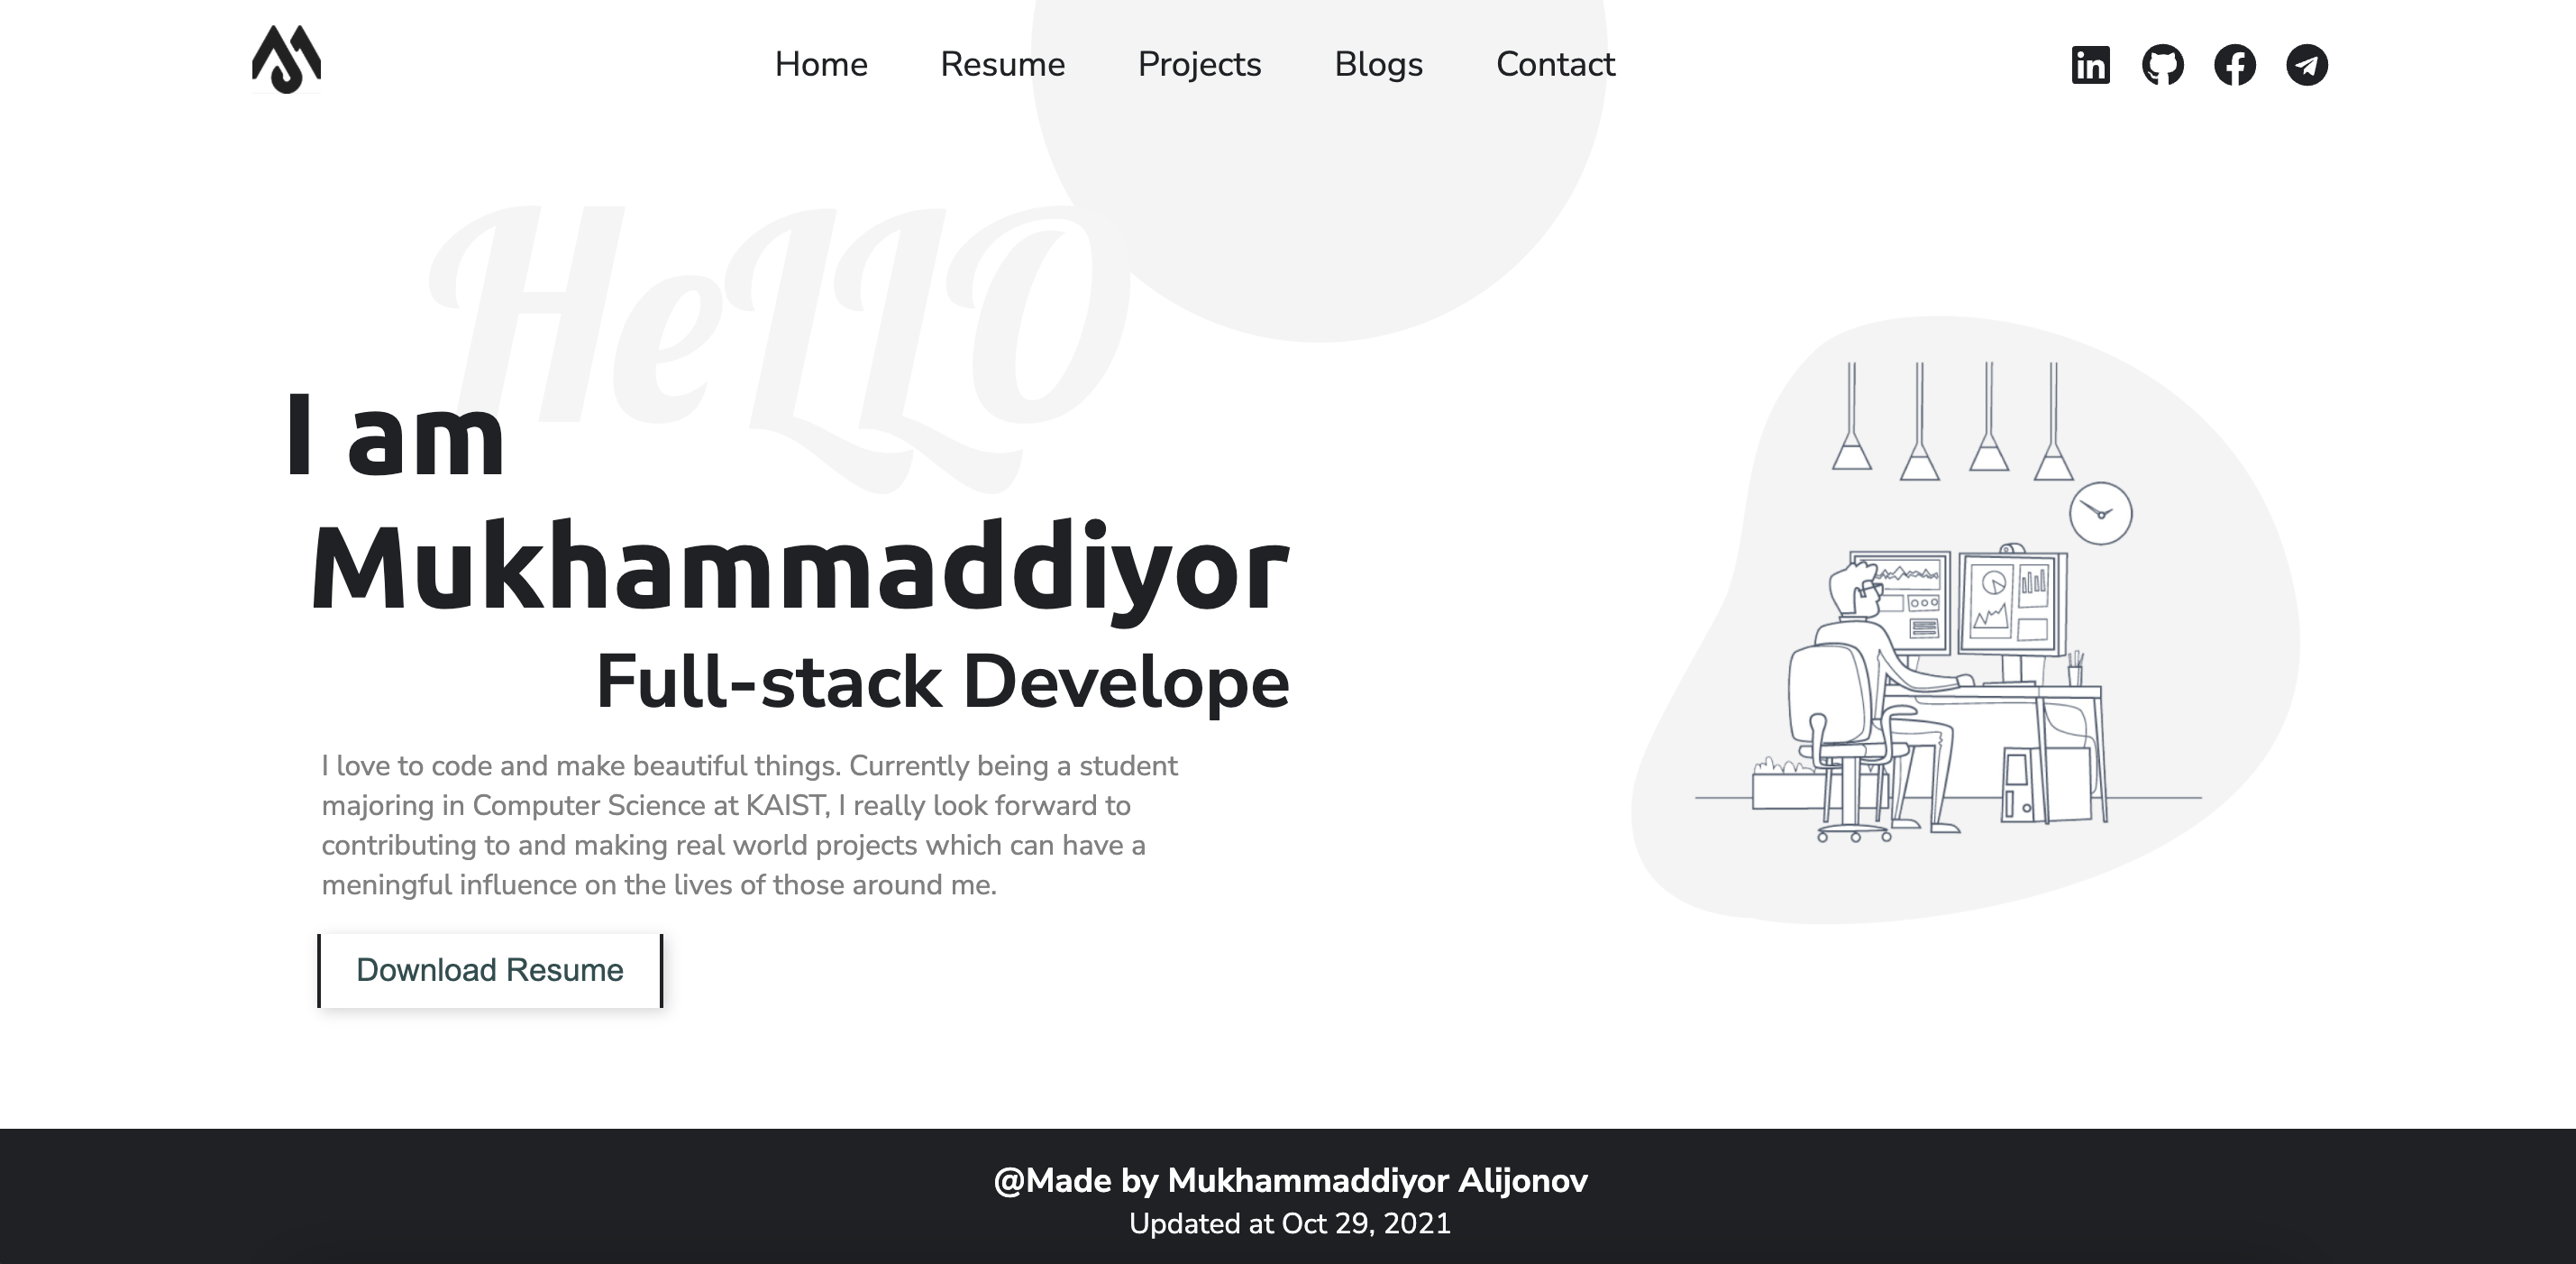 Home Resume Projects Blogs Contact
HeLLO
I am
Mukhammaddiyor
Full-stack Develope
I love to code and make beautiful things. Currently being a student
majoring in Computer Science at KAIST, I really look forward to
contributing to and making real world projects which can have a
meningful influence on the lives of those around me.
Download Resume
@Made by Mukhammaddiyor Alijonov
Updated at Oct 29, 2021